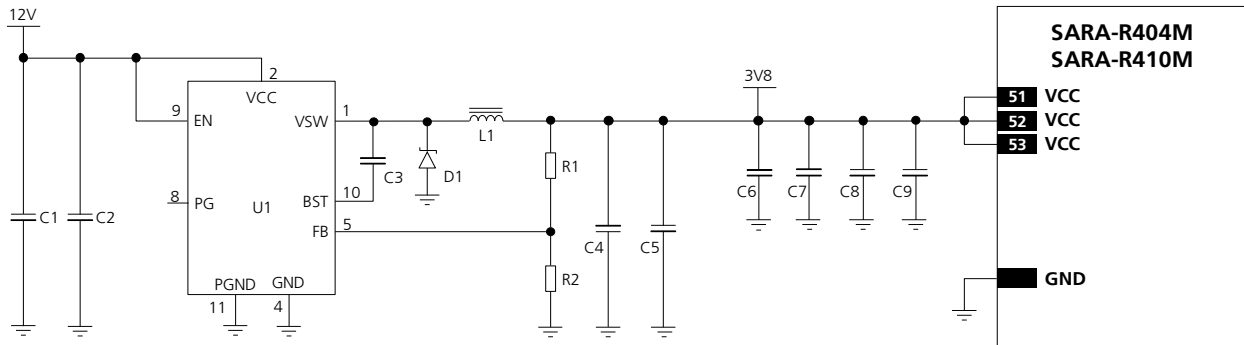 12V
SARA-R404M
SARA-R410M
2
VCC
3V8
9
EN
VSW
1
L1
51 VCC
52 VCC
53 VCC
C3
D1
R1
8
PG
U1
BST
10
C6
C7
C8
C9
C1
C2
FB
5
C4
C5
R2
PGND
GND
11
4
GND